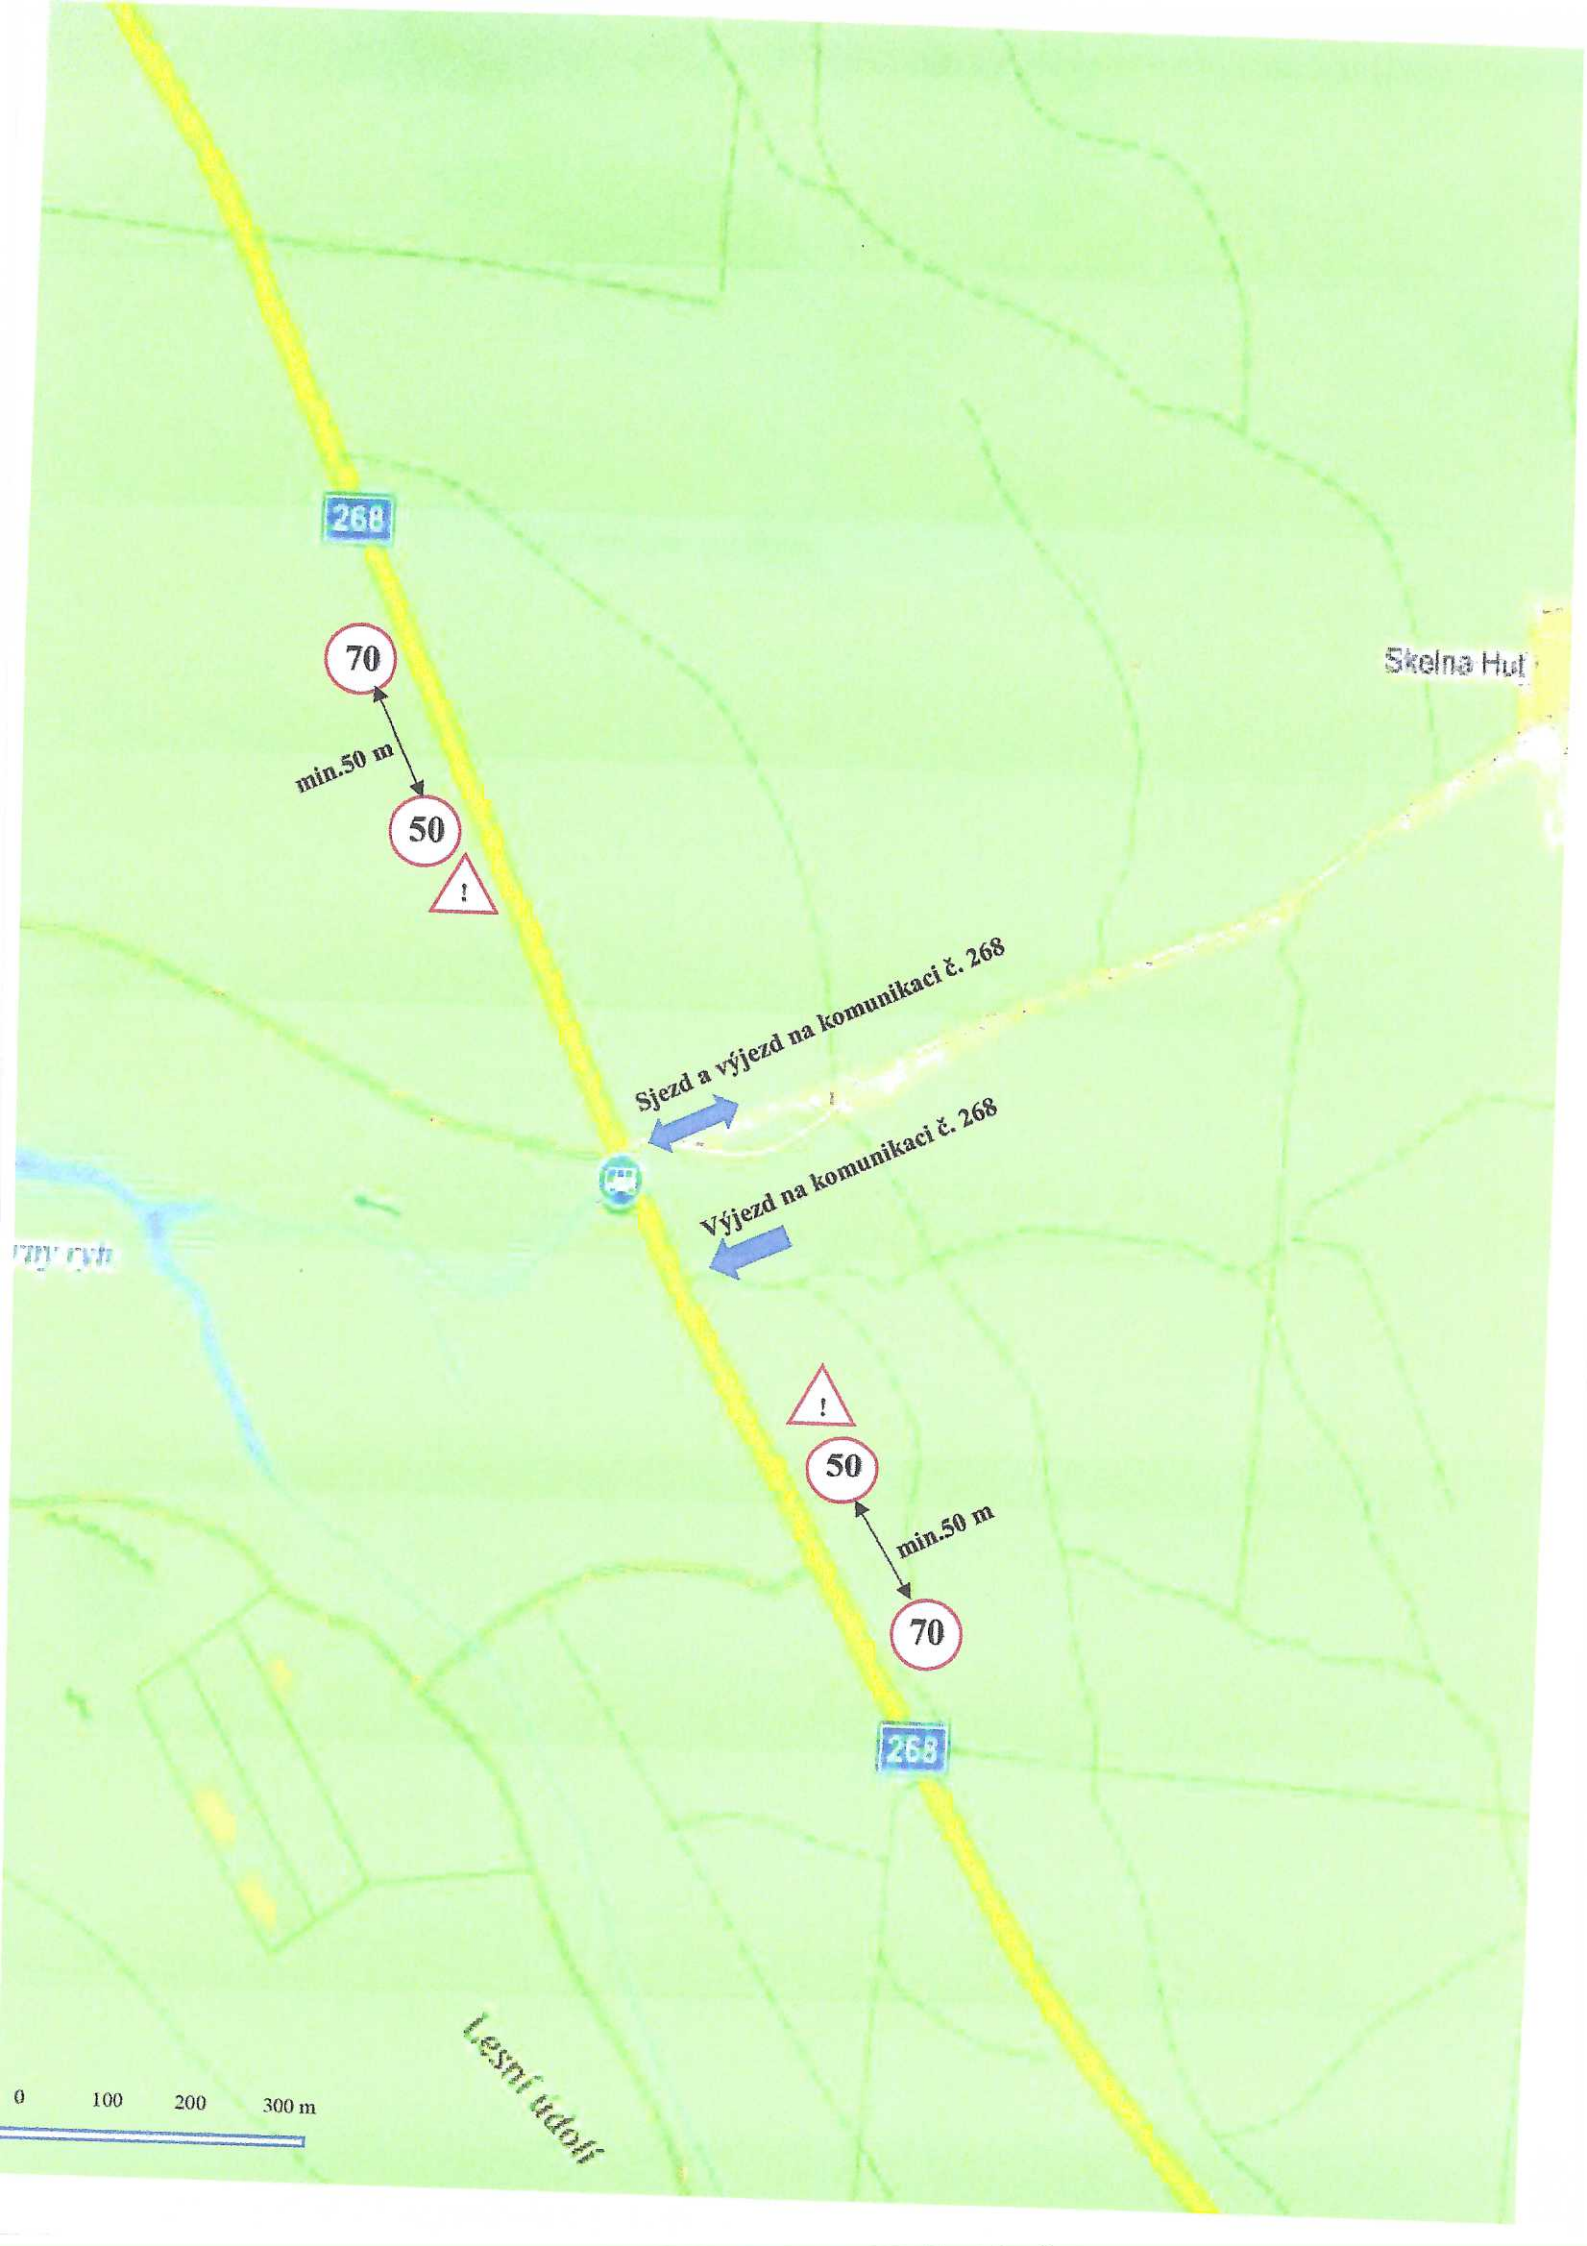 268
70
Skelna Huť
min.50 m
50
!
Sjezd a výjezd na komunikaci č. 268
Výjezd na komunikaci č. 268
!
50
min.50 m
70
268
Lesní údolí
0 100 200 300 m